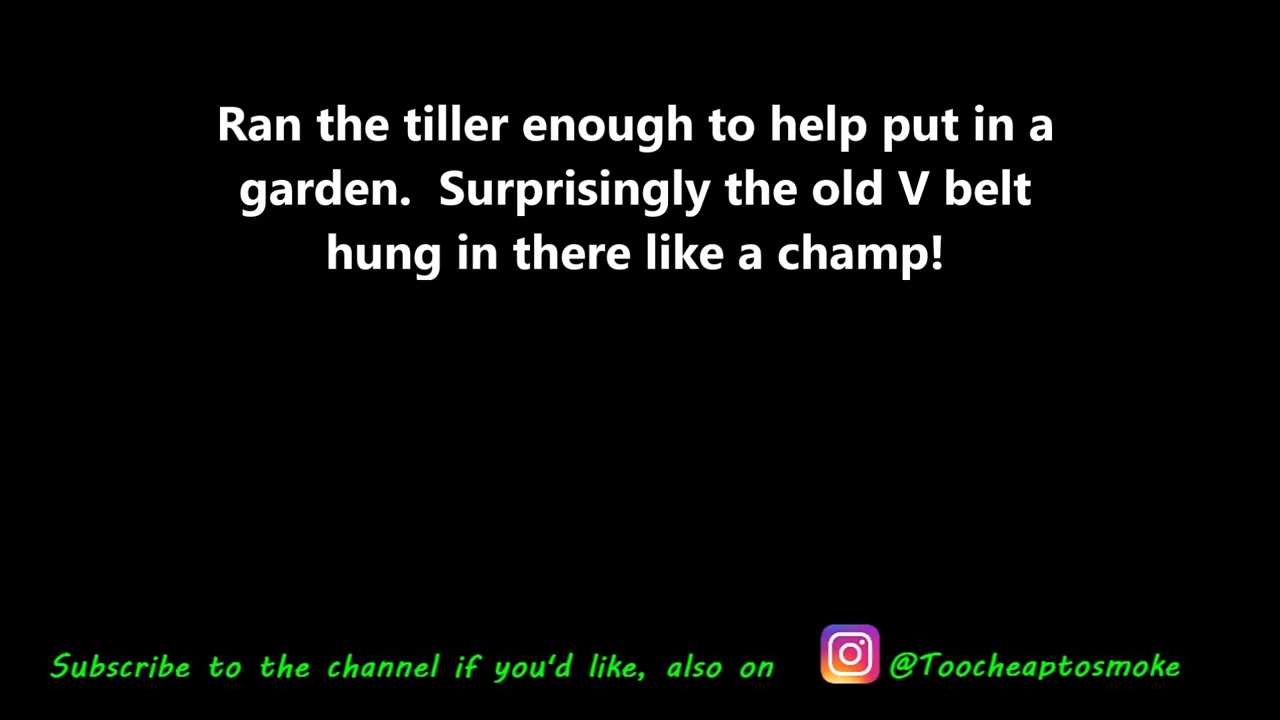 Ran the tiller enough to help put in a
garden.  Surprisingly the old V belt
hung in there like a champ!
Subscribe to the channel if you'd like, also on @Toocheaptosmoke